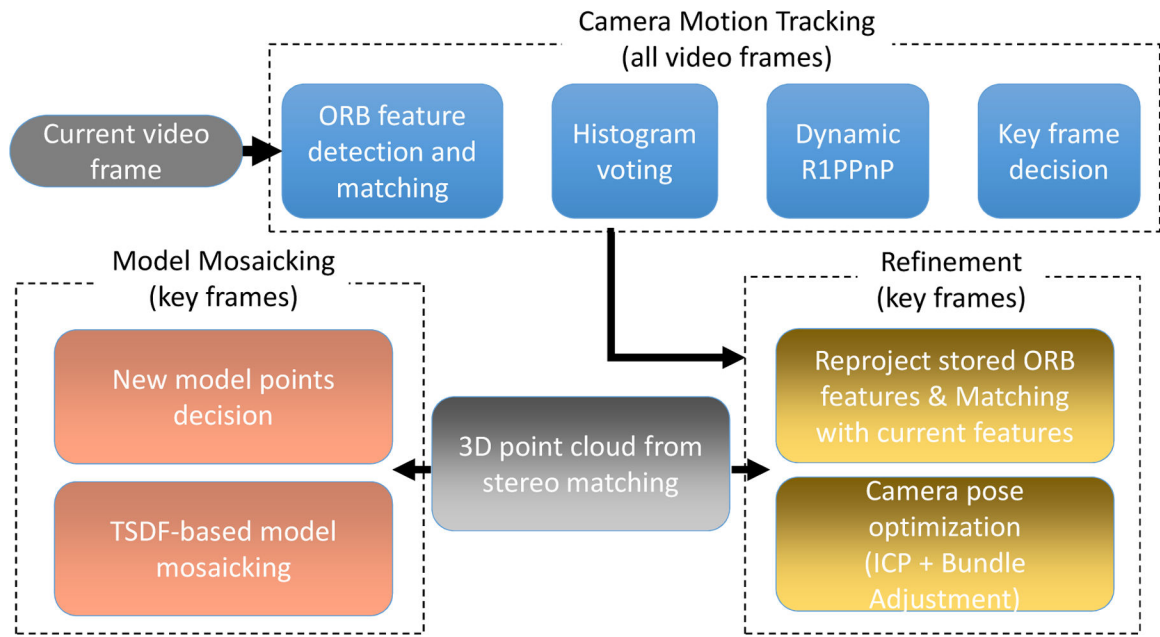 Camera Motion Tracking
(all video frames)
Current video
frame
ORB feature
detection and
matching
Histogram
voting
Dynamic
R1PPnP
Key frame
decision
Model Mosaicking
(key frames)
New model points
decision
TSDF-based model
mosaicking
3D point cloud from
stereo matching
Refinement
(key frames)
Reproject stored ORB
features & Matching
with current features
Camera pose
optimization
(ICP + Bundle
Adjustment)